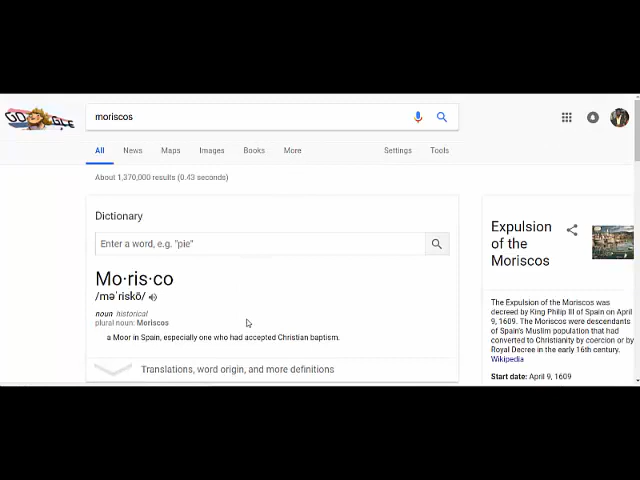 GOOGLE
moriscos
All News Maps Images Books More Settings Tools
About 1,370,000 results (0.43 seconds)
Dictionary
Enter a word, e.g. "pie"
Mo·ris·co
/məˈriskō/
noun historical
plural noun: Moriscos
a Moor in Spain, especially one who had accepted Christian baptism.
Translations, word origin, and more definitions
Expulsion
of the
Moriscos
The Expulsion of the Moriscos was
decreed by King Philip III of Spain on April
9, 1609. The Moriscos were descendants
of Spain's Muslim population that had
converted to Christianity by coercion or by
Royal Decree in the early 16th century.
Wikipedia
Start date: April 9, 1609